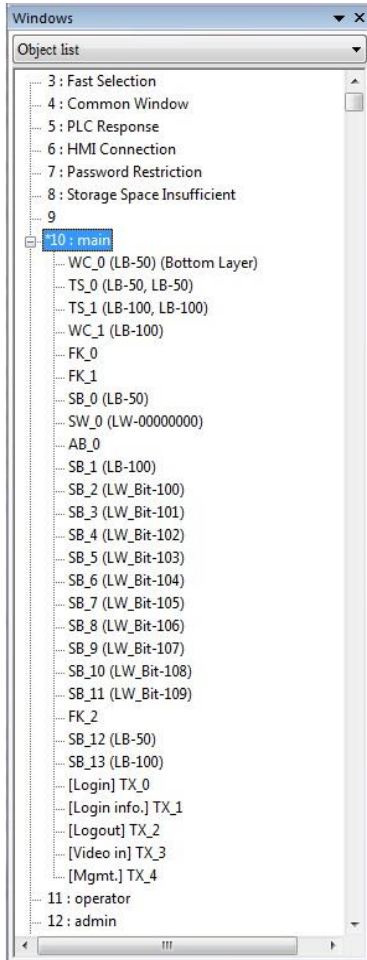 Windows
Object list
3 : Fast Selection
4 : Common Window
5 : PLC Response
6 : HMI Connection
7 : Password Restriction
8 : Storage Space Insufficient
9
*10 : main
WC_0 (LB-50) (Bottom Layer)
TS_0 (LB-50, LB-50)
TS_1 (LB-100, LB-100)
WC_1 (LB-100)
FK_0
FK_1
SB_0 (LB-50)
SW_0 (LW-00000000)
AB_0
SB_1 (LB-100)
SB_2 (LW_Bit-100)
SB_3 (LW_Bit-101)
SB_4 (LW_Bit-102)
SB_5 (LW_Bit-103)
SB_6 (LW_Bit-104)
SB_7 (LW_Bit-105)
SB_8 (LW_Bit-106)
SB_9 (LW_Bit-107)
SB_10 (LW_Bit-108)
SB_11 (LW_Bit-109)
FK_2
SB_12 (LB-50)
SB_13 (LB-100)
[Login] TX_0
[Login info.] TX_1
[Logout] TX_2
[Video in] TX_3
[Mgmt.] TX_4
11 : operator
12 : admin